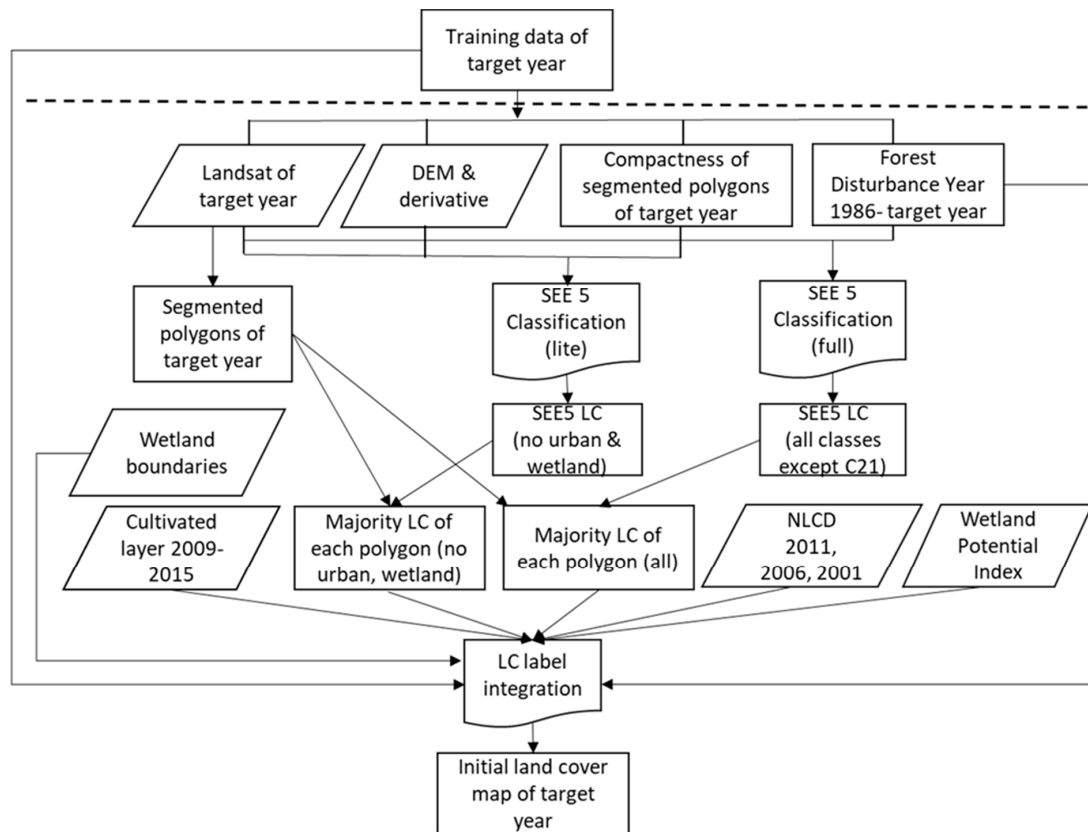 Training data of
target year
Landsat of
target year
DEM &
derivative
Compactness of
segmented polygons
of target year
Forest
Disturbance Year
1986- target year
Segmented
polygons of
target year
SEE 5
Classification
(lite)
SEE 5
Classification
(full)
Wetland
boundaries
SEE5 LC
(no urban &
wetland)
SEE5 LC
(all classes
except C21)
Cultivated
layer 2009-
2015
Majority LC of
each polygon (no
urban, wetland)
Majority LC of
each polygon (all)
NLCD
2011,
2006, 2001
Wetland
Potential
Index
LC label
integration
Initial land cover
map of target
year